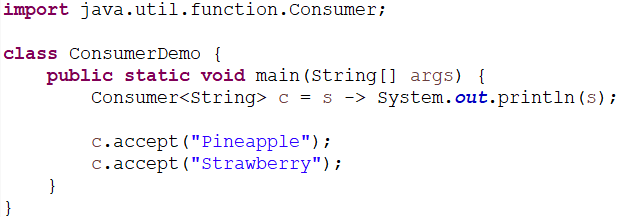 import java.util.function.Consumer;
class ConsumerDemo {
    public static void main(String[] args) {
        Consumer<String> c = s -> System.out.println(s);
        c.accept("Pineapple");
        c.accept("Strawberry");
    }
}